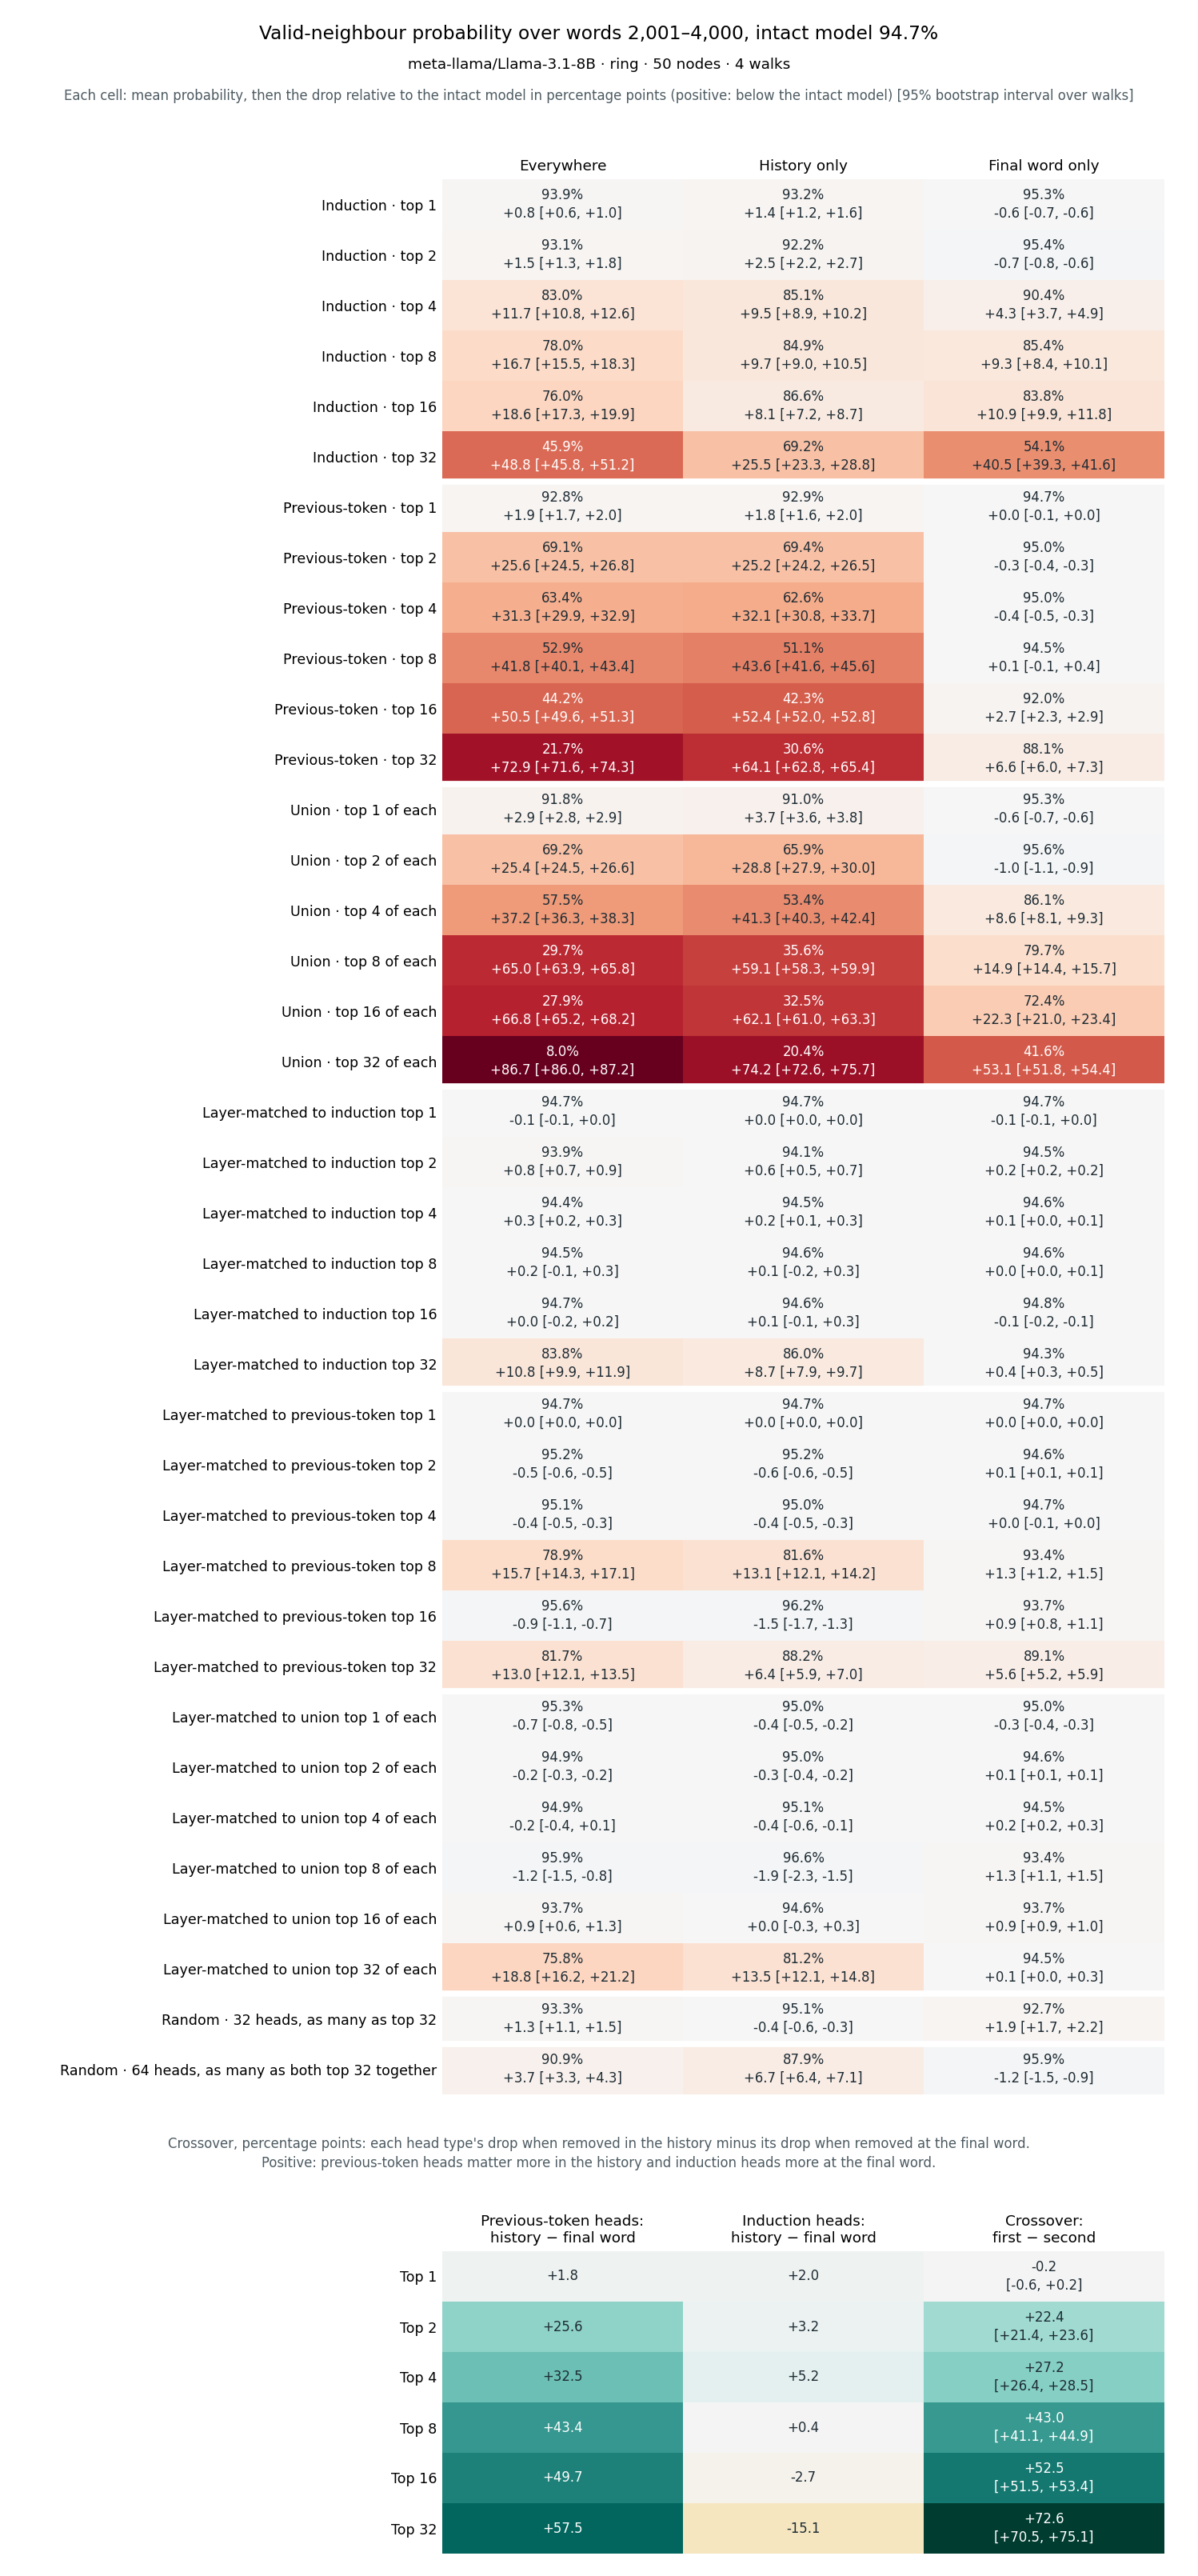 Valid-neighbour probability over words 2,001–4,000, intact model 94.7%
meta-llama/Llama-3.1-8B · ring · 50 nodes · 4 walks
Each cell: mean probability, then the drop relative to the intact model in percentage points (positive: below the intact model) [95% bootstrap interval over walks]
Everywhere History only Final word only
Induction · top 1
93.9% 93.2% 95.3%
+0.8 [+0.6, +1.0] +1.4 [+1.2, +1.6] -0.6 [-0.7, -0.6]
Induction · top 2
93.1% 92.2% 95.4%
+1.5 [+1.3, +1.8] +2.5 [+2.2, +2.7] -0.7 [-0.8, -0.6]
Induction · top 4
83.0% 85.1% 90.4%
+11.7 [+10.8, +12.6] +9.5 [+8.9, +10.2] +4.3 [+3.7, +4.9]
Induction · top 8
78.0% 84.9% 85.4%
+16.7 [+15.5, +18.3] +9.7 [+9.0, +10.5] +9.3 [+8.4, +10.1]
Induction · top 16
76.0% 86.6% 83.8%
+18.6 [+17.3, +19.9] +8.1 [+7.2, +8.7] +10.9 [+9.9, +11.8]
Induction · top 32
45.9% 69.2% 54.1%
+48.8 [+45.8, +51.2] +25.5 [+23.3, +28.8] +40.5 [+39.3, +41.6]
Previous-token · top 1
92.8% 92.9% 94.7%
+1.9 [+1.7, +2.0] +1.8 [+1.6, +2.0] +0.0 [-0.1, +0.0]
Previous-token · top 2
69.1% 69.4% 95.0%
+25.6 [+24.5, +26.8] +25.2 [+24.2, +26.5] -0.3 [-0.4, -0.3]
Previous-token · top 4
63.4% 62.6% 95.0%
+31.3 [+29.9, +32.9] +32.1 [+30.8, +33.7] -0.4 [-0.5, -0.3]
Previous-token · top 8
52.9% 51.1% 94.5%
+41.8 [+40.1, +43.4] +43.6 [+41.6, +45.6] +0.1 [-0.1, +0.4]
Previous-token · top 16
44.2% 42.3% 92.0%
+50.5 [+49.6, +51.3] +52.4 [+52.0, +52.8] +2.7 [+2.3, +2.9]
Previous-token · top 32
21.7% 30.6% 88.1%
+72.9 [+71.6, +74.3] +64.1 [+62.8, +65.4] +6.6 [+6.0, +7.3]
Union · top 1 of each
91.8% 91.0% 95.3%
+2.9 [+2.8, +2.9] +3.7 [+3.6, +3.8] -0.6 [-0.7, -0.6]
Union · top 2 of each
69.2% 65.9% 95.6%
+25.4 [+24.5, +26.6] +28.8 [+27.9, +30.0] -1.0 [-1.1, -0.9]
Union · top 4 of each
57.5% 53.4% 86.1%
+37.2 [+36.3, +38.3] +41.3 [+40.3, +42.4] +8.6 [+8.1, +9.3]
Union · top 8 of each
29.7% 35.6% 79.7%
+65.0 [+63.9, +65.8] +59.1 [+58.3, +59.9] +14.9 [+14.4, +15.7]
Union · top 16 of each
27.9% 32.5% 72.4%
+66.8 [+65.2, +68.2] +62.1 [+61.0, +63.3] +22.3 [+21.0, +23.4]
Union · top 32 of each
8.0% 20.4% 41.6%
+86.7 [+86.0, +87.2] +74.2 [+72.6, +75.7] +53.1 [+51.8, +54.4]
Layer-matched to induction top 1
94.7% 94.7% 94.7%
-0.1 [-0.1, +0.0] +0.0 [+0.0, +0.0] -0.1 [-0.1, +0.0]
Layer-matched to induction top 2
93.9% 94.1% 94.5%
+0.8 [+0.7, +0.9] +0.6 [+0.5, +0.7] +0.2 [+0.2, +0.2]
Layer-matched to induction top 4
94.4% 94.5% 94.6%
+0.3 [+0.2, +0.3] +0.2 [+0.1, +0.3] +0.1 [+0.0, +0.1]
Layer-matched to induction top 8
94.5% 94.6% 94.6%
+0.2 [-0.1, +0.3] +0.1 [-0.2, +0.3] +0.0 [+0.0, +0.1]
Layer-matched to induction top 16
94.7% 94.6% 94.8%
+0.0 [-0.2, +0.2] +0.1 [-0.1, +0.3] -0.1 [-0.2, -0.1]
Layer-matched to induction top 32
83.8% 86.0% 94.3%
+10.8 [+9.9, +11.9] +8.7 [+7.9, +9.7] +0.4 [+0.3, +0.5]
Layer-matched to previous-token top 1
94.7% 94.7% 94.7%
+0.0 [+0.0, +0.0] +0.0 [+0.0, +0.0] +0.0 [+0.0, +0.0]
Layer-matched to previous-token top 2
95.2% 95.2% 94.6%
-0.5 [-0.6, -0.5] -0.6 [-0.6, -0.5] +0.1 [+0.1, +0.1]
Layer-matched to previous-token top 4
95.1% 95.0% 94.7%
-0.4 [-0.5, -0.3] -0.4 [-0.5, -0.3] +0.0 [-0.1, +0.0]
Layer-matched to previous-token top 8
78.9% 81.6% 93.4%
+15.7 [+14.3, +17.1] +13.1 [+12.1, +14.2] +1.3 [+1.2, +1.5]
Layer-matched to previous-token top 16
95.6% 96.2% 93.7%
-0.9 [-1.1, -0.7] -1.5 [-1.7, -1.3] +0.9 [+0.8, +1.1]
Layer-matched to previous-token top 32
81.7% 88.2% 89.1%
+13.0 [+12.1, +13.5] +6.4 [+5.9, +7.0] +5.6 [+5.2, +5.9]
Layer-matched to union top 1 of each
95.3% 95.0% 95.0%
-0.7 [-0.8, -0.5] -0.4 [-0.5, -0.2] -0.3 [-0.4, -0.3]
Layer-matched to union top 2 of each
94.9% 95.0% 94.6%
-0.2 [-0.3, -0.2] -0.3 [-0.4, -0.2] +0.1 [+0.1, +0.1]
Layer-matched to union top 4 of each
94.9% 95.1% 94.5%
-0.2 [-0.4, +0.1] -0.4 [-0.6, -0.1] +0.2 [+0.2, +0.3]
Layer-matched to union top 8 of each
95.9% 96.6% 93.4%
-1.2 [-1.5, -0.8] -1.9 [-2.3, -1.5] +1.3 [+1.1, +1.5]
Layer-matched to union top 16 of each
93.7% 94.6% 93.7%
+0.9 [+0.6, +1.3] +0.0 [-0.3, +0.3] +0.9 [+0.9, +1.0]
Layer-matched to union top 32 of each
75.8% 81.2% 94.5%
+18.8 [+16.2, +21.2] +13.5 [+12.1, +14.8] +0.1 [+0.0, +0.3]
Random · 32 heads, as many as top 32
93.3% 95.1% 92.7%
+1.3 [+1.1, +1.5] -0.4 [-0.6, -0.3] +1.9 [+1.7, +2.2]
Random · 64 heads, as many as both top 32 together
90.9% 87.9% 95.9%
+3.7 [+3.3, +4.3] +6.7 [+6.4, +7.1] -1.2 [-1.5, -0.9]
Crossover, percentage points: each head type's drop when removed in the history minus its drop when removed at the final word.
Positive: previous-token heads matter more in the history and induction heads more at the final word.
Previous-token heads: Induction heads: Crossover:
history − final word history − final word first − second
Top 1 +1.8 +2.0 -0.2
[-0.6, +0.2]
Top 2 +25.6 +3.2 +22.4
[+21.4, +23.6]
Top 4 +32.5 +5.2 +27.2
[+26.4, +28.5]
Top 8 +43.4 +0.4 +43.0
[+41.1, +44.9]
Top 16 +49.7 -2.7 +52.5
[+51.5, +53.4]
Top 32 +57.5 -15.1 +72.6
[+70.5, +75.1]